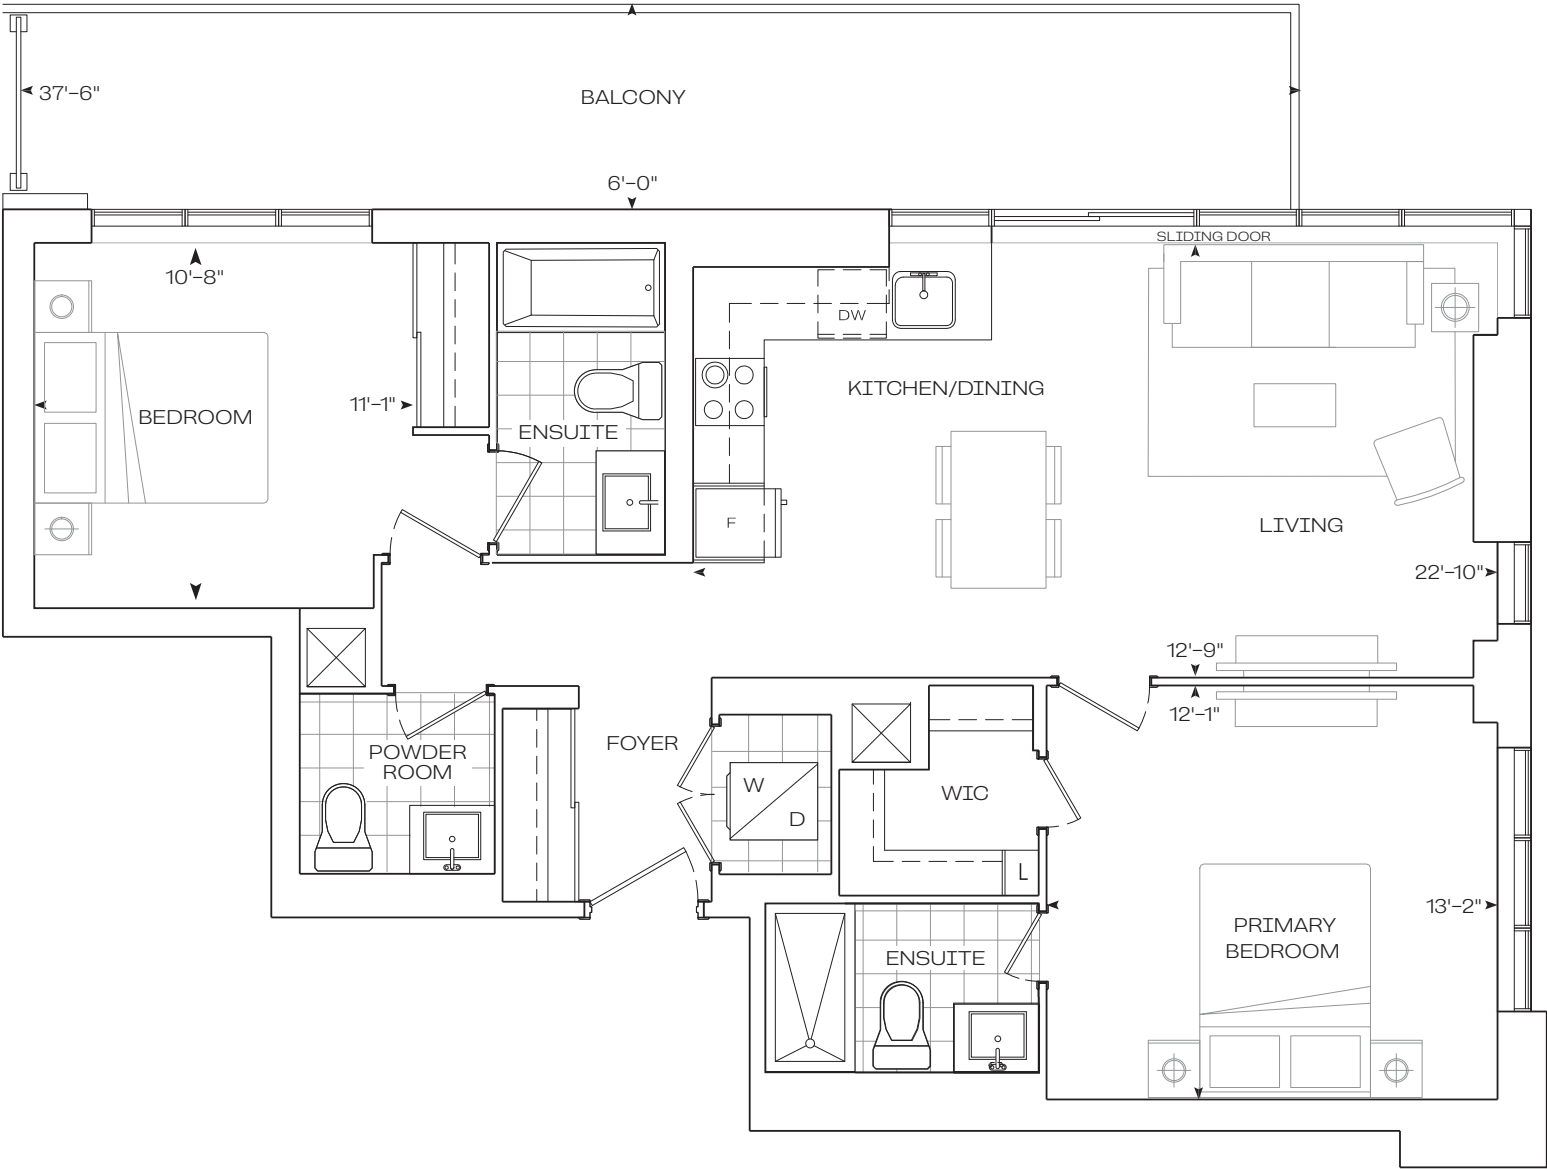 37'-6"
BALCONY
6'-0"
SLIDING DOOR
10'-8"
DW
KITCHEN/DINING
11'-1"
BEDROOM
ENSUITE
F
LIVING
22'-10"
12'-9"
12'-1"
FOYER
POWDER
ROOM
W
D
WIC
L
13'-2"
PRIMARY
BEDROOM
ENSUITE